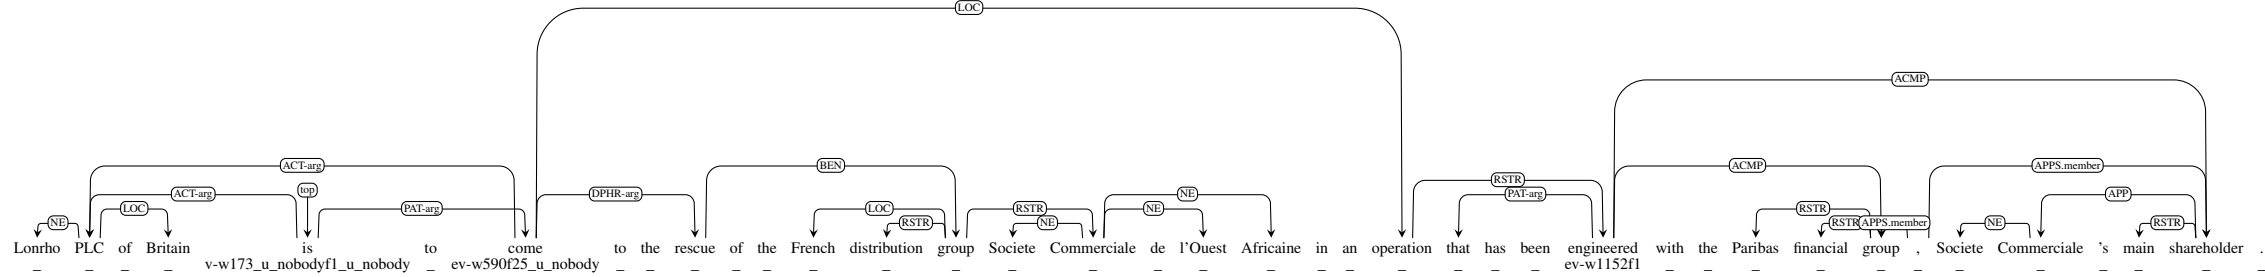 LOC
ACMP
ACT-arg BEN ACMP APPS.member
RSTR
top
ACT-arg DPHR-arg NE PAT-arg APP
LOC PAT-arg LOC RSTR NE RSTR
NE RSTR NE RSTR APPS.member NE RSTR
Lonrho PLC of Britain is to come to the rescue of the French distribution group Societe Commerciale de l'Ouest Africaine in an operation that has been engineered with the Paribas financial group , Societe Commerciale 's main shareholder .
_ _ _ _ v-w173_u_nobodyf1_u_nobody _ ev-w590f25_u_nobody _ _ _ _ _ _ _ _ _ _ _ _ _ _ _ _ _ _ _ ev-w1152f1 _ _ _ _ _ _ _ _ _ _ _ _